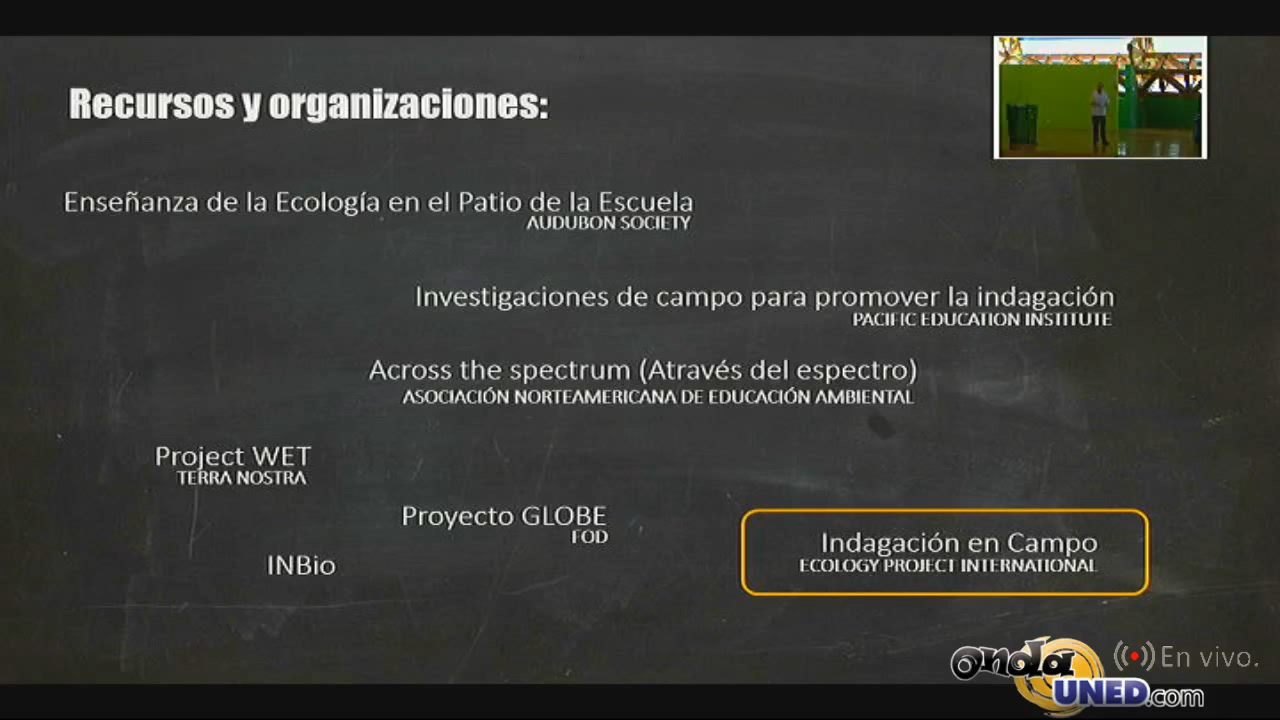 Recursos y organizaciones:
Enseñanza de la Ecología en el Patio de la Escuela
AUDUBON SOCIETY
Investigaciones de campo para promover la indagación
PACIFIC EDUCATION INSTITUTE
Across the spectrum (Através del espectro)
ASOCIACIÓN NORTEAMERICANA DE EDUCACIÓN AMBIENTAL
Project WET
TERRA NOSTRA
Proyecto GLOBE
FOD
INBio
Indagación en Campo
ECOLOGY PROJECT INTERNATIONAL
onda
UNED.com
En vivo.